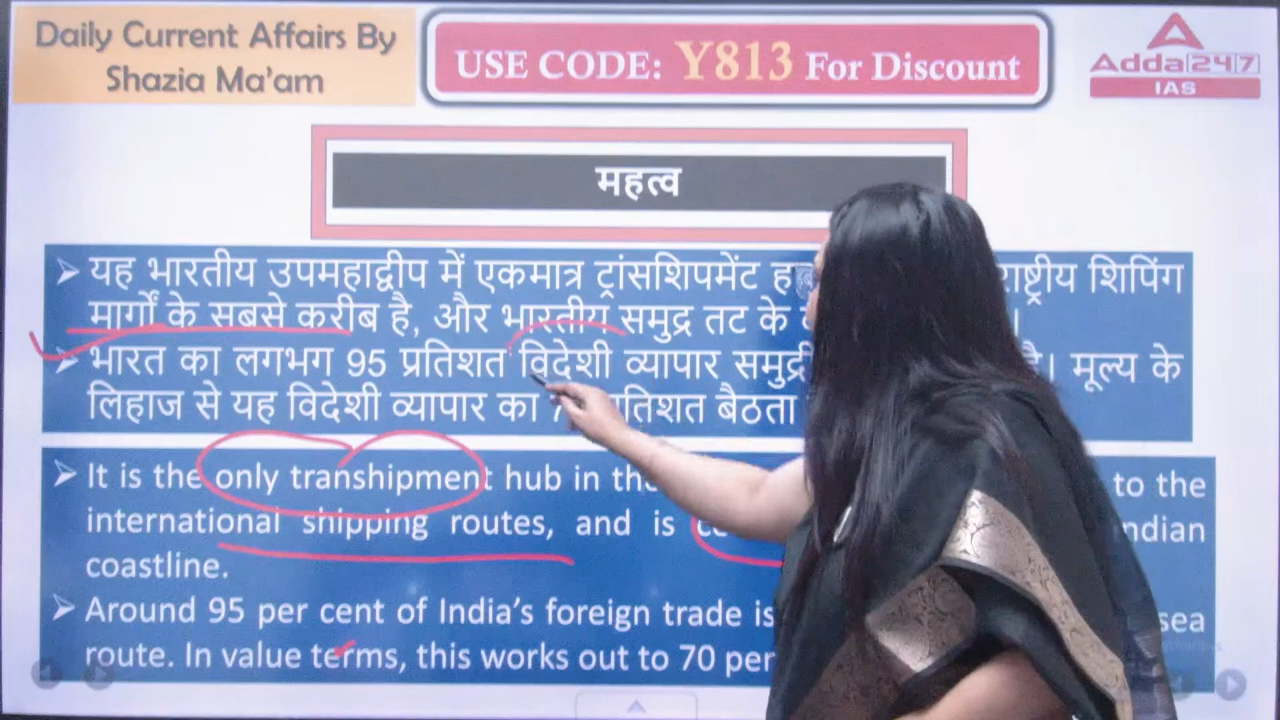 Daily Current Affairs By
Shazia Ma'am
USE CODE: Y813 For Discount
Adda 247
IAS
महत्व
➢ यह भारतीय उपमहाद्वीप में एकमात्र ट्रांसशिपमेंट राष्ट्रीय शिपिंग
मार्गों के सबसे करीब है, और भारतीय समुद्र तट के
➢ भारत का लगभग 95 प्रतिशत विदेशी व्यापार समुद्री है। मूल्य के
लिहाज से यह विदेशी व्यापार का बैठता
➢ It is the only transhipment hub in the to the
international shipping routes, and is Indian
coastline.
➢ Around 95 per cent of India's foreign trade is sea
route. In value terms, this works out to 70 per